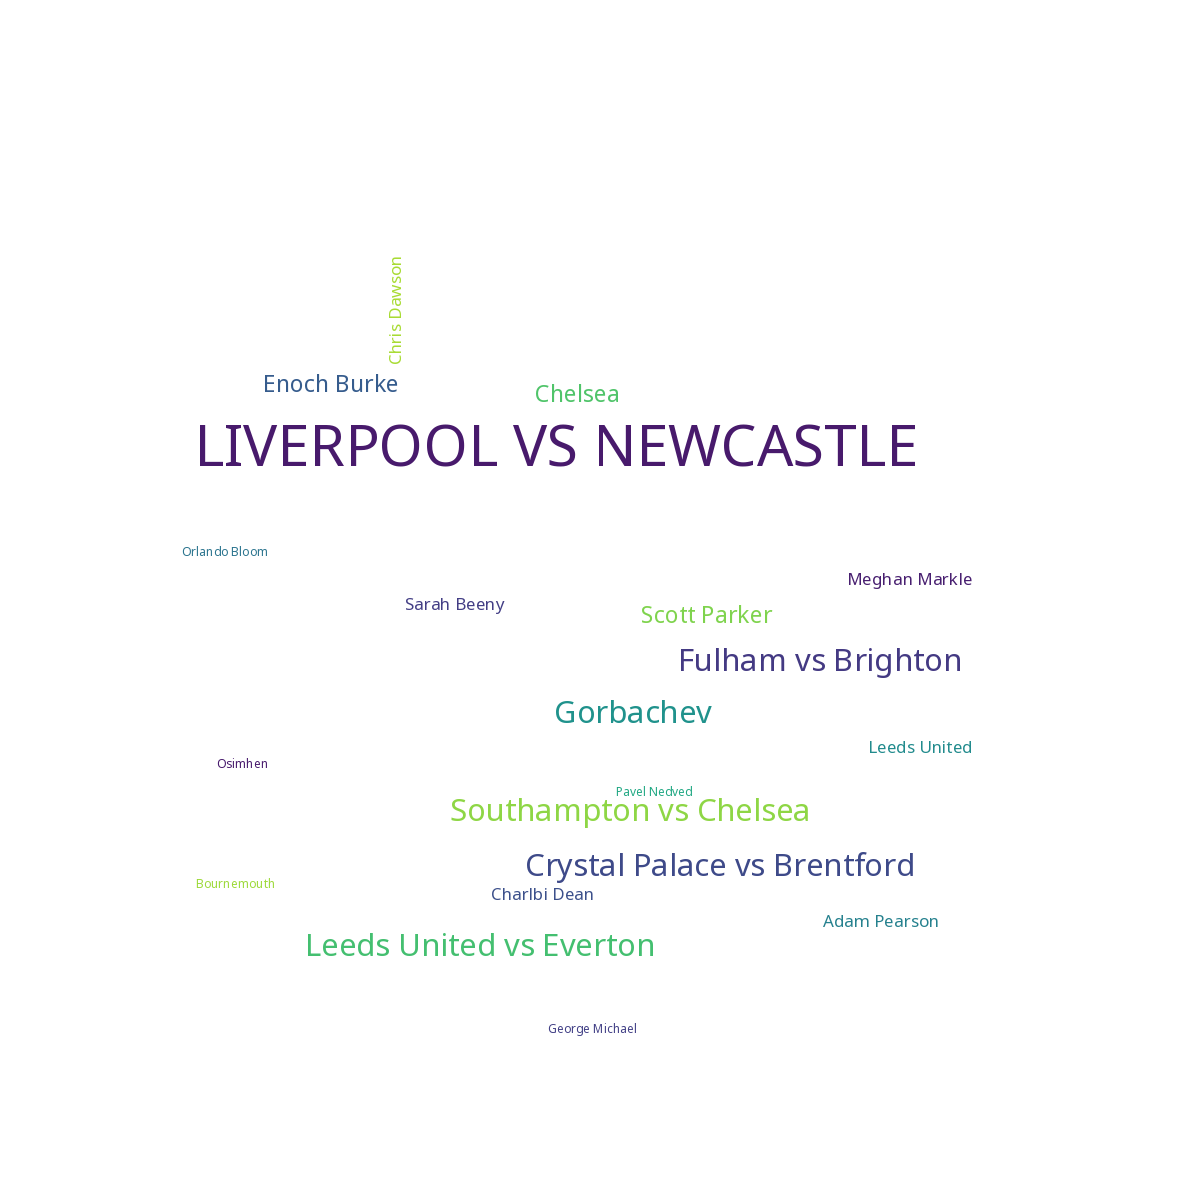 Chris Dawson
Enoch Burke
Chelsea
LIVERPOOL VS NEWCASTLE
Orlando Bloom
Meghan Markle
Sarah Beeny
Scott Parker
Fulham vs Brighton
Gorbachev
Leeds United
Osimhen
Pavel Nedved
Southampton vs Chelsea
Crystal Palace vs Brentford
Bournemouth
Charlbi Dean
Adam Pearson
Leeds United vs Everton
George Michael